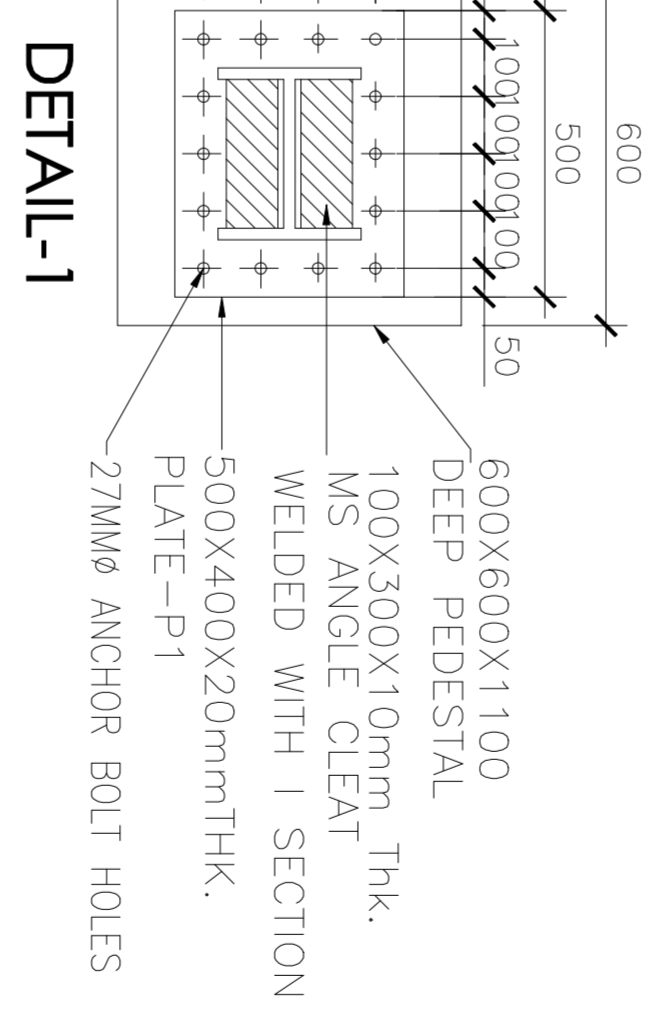 600
500
100
100
100
100
50
600X600X1100
DEEP PEDESTAL
100X300X10mm Thk.
MS ANGLE CLEAT
WELDED WITH I SECTION
500X400X20mmTHK.
PLATE-P1
27MMØ ANCHOR BOLT HOLES
DETAIL-1